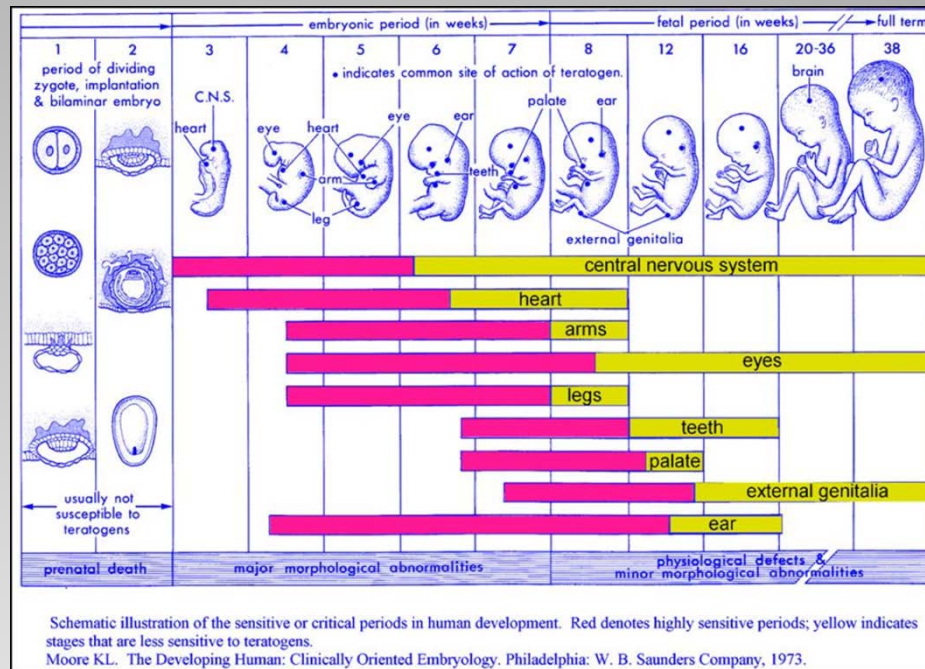 embryonic period (in weeks)
fetal period (in weeks)
full term
1 2 3 4 5 6 7 8 12 16 20-36 38
period of dividing
zygote, implantation
& bilaminar embryo
• indicates common site of action of teratogen.
C.N.S.
heart
eye
heart
arm
leg
eye
ear
teeth
palate
ear
external genitalia
brain
central nervous system
heart
arms
eyes
legs
teeth
palate
external genitalia
ear
usually not
susceptible to
teratogens
prenatal death
major morphological abnormalities
physiological defects &
minor morphological abnormalities
Schematic illustration of the sensitive or critical periods in human development. Red denotes highly sensitive periods; yellow indicates
stages that are less sensitive to teratogens.
Moore KL. The Developing Human: Clinically Oriented Embryology. Philadelphia: W. B. Saunders Company, 1973.